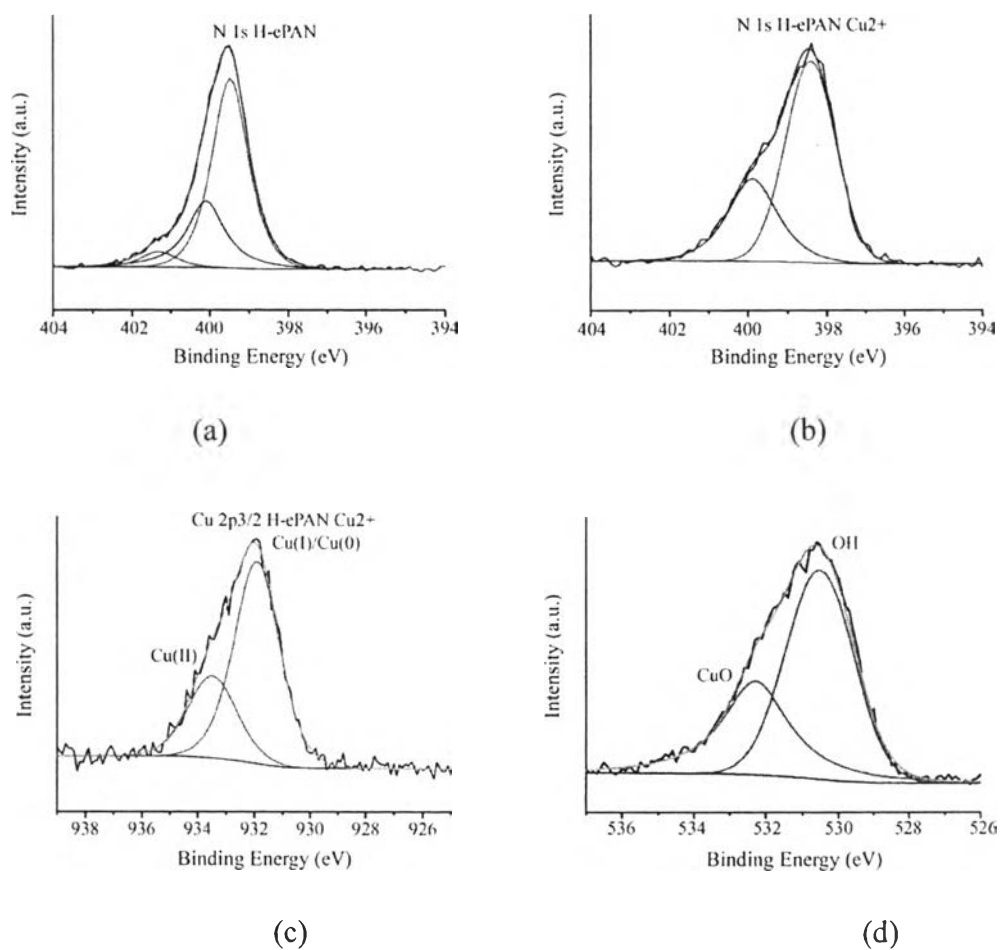 N 1s H-ePAN
Intensity (a.u.)
404 402 400 398 396 394
Binding Energy (eV)
(a)
N 1s H-ePAN Cu2+
Intensity (a.u.)
404 402 400 398 396 394
Binding Energy (eV)
(b)
Cu 2p3/2 H-ePAN Cu2+
Cu(I)/Cu(0)
Cu(II)
Intensity (a.u.)
938 936 934 932 930 928 926
Binding Energy (eV)
(c)
OH
CuO
Intensity (a.u.)
536 534 532 530 528 526
Binding Energy (eV)
(d)